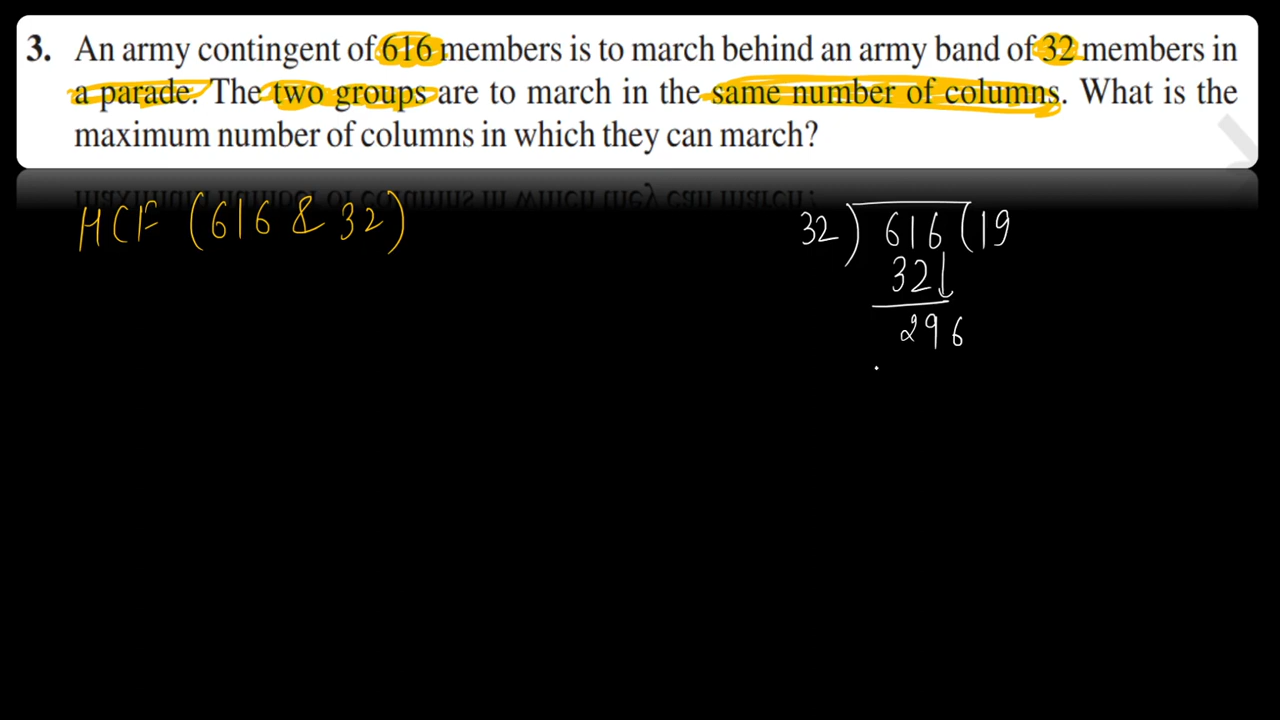 3. An army contingent of 616 members is to march behind an army band of 32 members in
a parade. The two groups are to march in the same number of columns. What is the
maximum number of columns in which they can march?
HCF (616 & 32)
32 ) 616 ( 19
32↓
296